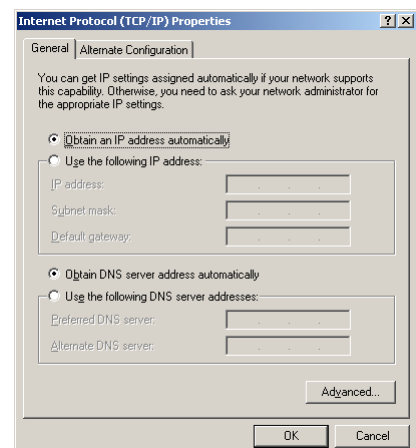 Internet Protocol (TCP/IP) Properties
General
Alternate Configuration
You can get IP settings assigned automatically if your network supports
this capability. Otherwise, you need to ask your network administrator for
the appropriate IP settings.
Obtain an IP address automatically
Use the following IP address:
IP address:
Subnet mask:
Default gateway:
Obtain DNS server address automatically
Use the following DNS server addresses:
Preferred DNS server:
Alternate DNS server:
Advanced...
OK
Cancel